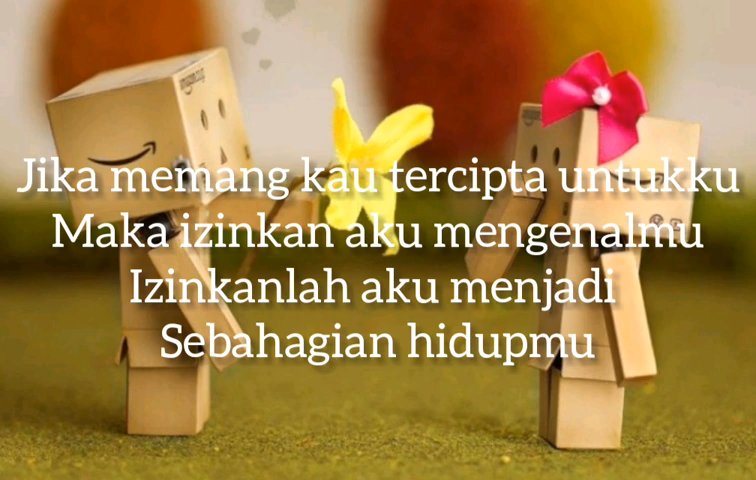 Jika memang kau tercipta untukku
Maka izinkan aku mengenalmu
Izinkanlah aku menjadi
Sebahagian hidupmu